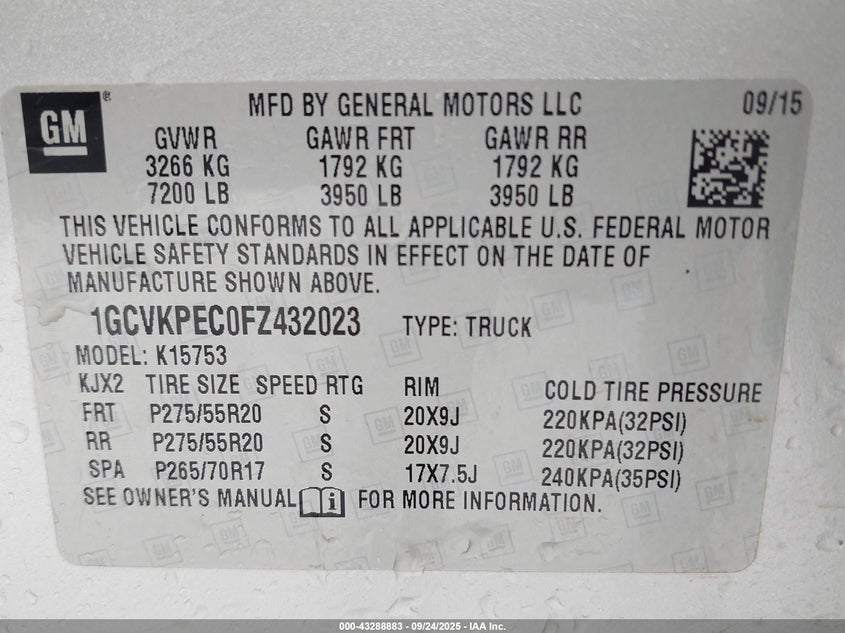 GM ® MFD BY GENERAL MOTORS LLC 09/15
GVWR GAWR FRT GAWR RR
3266 KG 1792 KG 1792 KG
7200 LB 3950 LB 3950 LB
THIS VEHICLE CONFORMS TO ALL APPLICABLE U.S. FEDERAL MOTOR
VEHICLE SAFETY STANDARDS IN EFFECT ON THE DATE OF
MANUFACTURE SHOWN ABOVE.
1GCVKPEC0FZ432023 TYPE: TRUCK
MODEL: K15753
KJX2 TIRE SIZE SPEED RTG RIM COLD TIRE PRESSURE
FRT P275/55R20 S 20X9J 220KPA(32PSI)
RR P275/55R20 S 20X9J 220KPA(32PSI)
SPA P265/70R17 S 17X7.5J 240KPA(35PSI)
SEE OWNER'S MANUAL i FOR MORE INFORMATION.
000-43288883 - 09/24/2025 - IAA Inc.